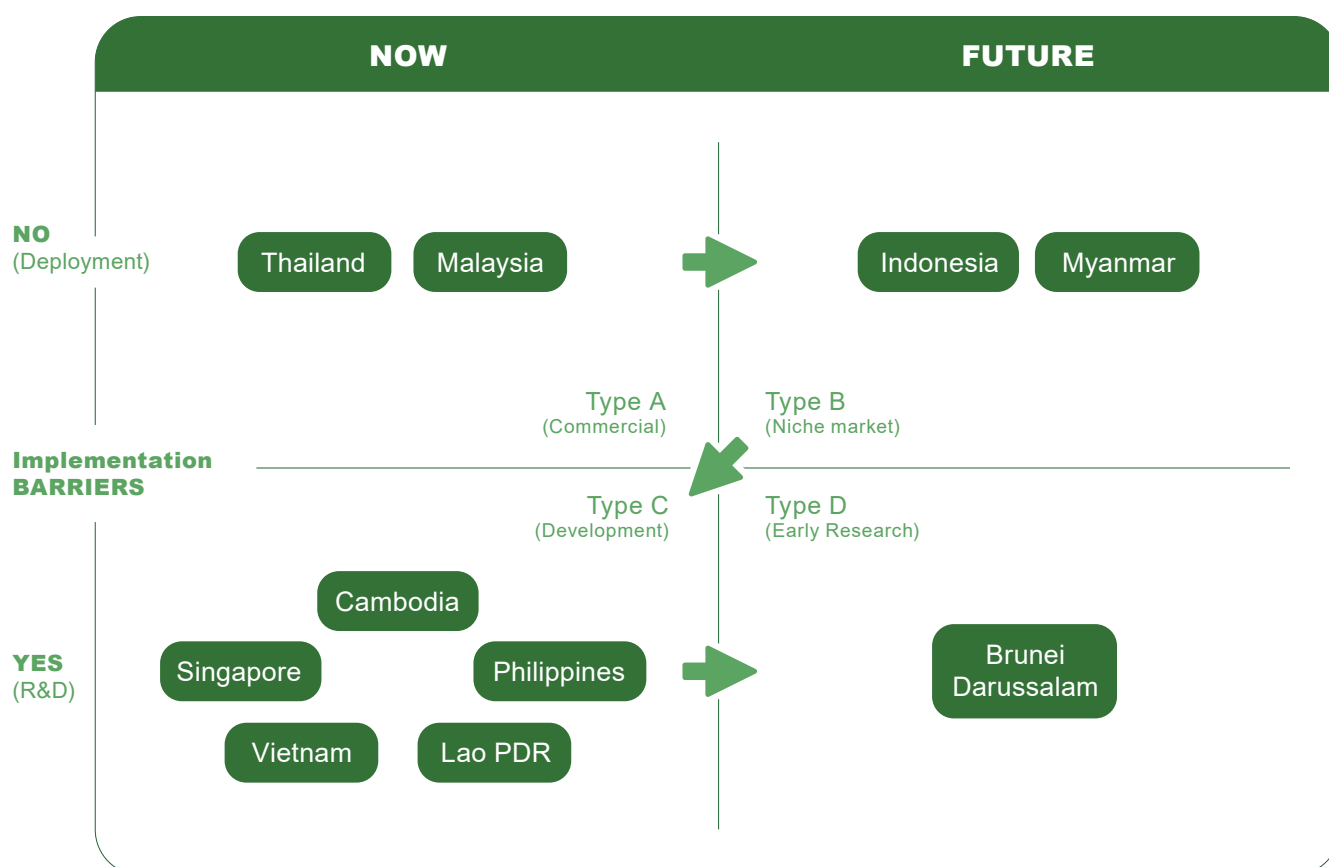 NOW
FUTURE
NO
(Deployment)
Thailand
Malaysia
Indonesia
Myanmar
Type A
(Commercial)
Type B
(Niche market)
Implementation
BARRIERS
Type C
(Development)
Type D
(Early Research)
YES
(R&D)
Cambodia
Singapore
Philippines
Vietnam
Lao PDR
Brunei
Darussalam